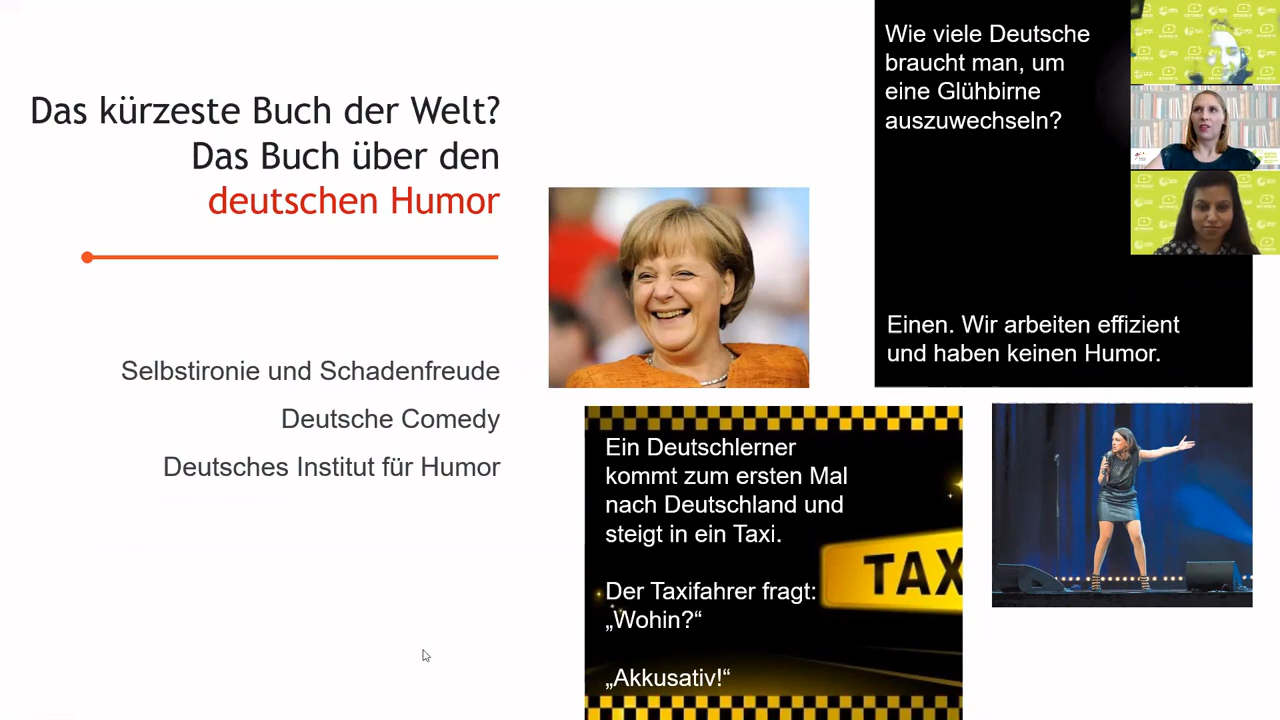 Das kürzeste Buch der Welt?
Das Buch über den
deutschen Humor
Selbstironie und Schadenfreude
Deutsche Comedy
Deutsches Institut für Humor
Wie viele Deutsche
braucht man, um
eine Glühbirne
auszuwechseln?
Einen. Wir arbeiten effizient
und haben keinen Humor.
Ein Deutschlerner
kommt zum ersten Mal
nach Deutschland und
steigt in ein Taxi.
Der Taxifahrer fragt:
„Wohin?“
„Akkusativ!“
TAX